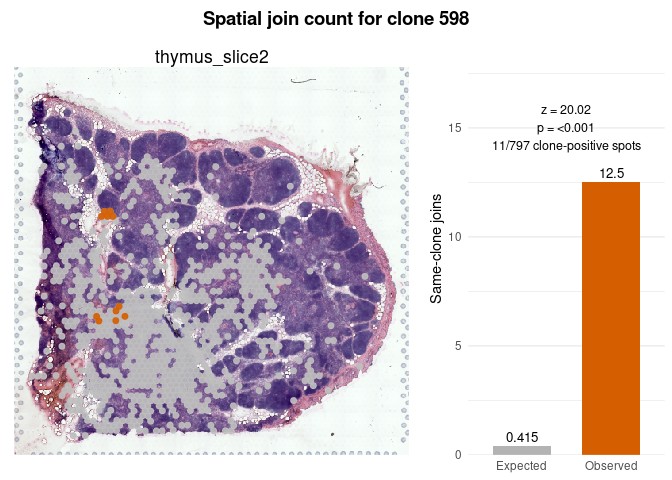 Spatial join count for clone 598
thymus_slice2
z = 20.02
p = <0.001
11/797 clone-positive spots
Same-clone joins
15
10
5
0
12.5
0.415
Expected
Observed